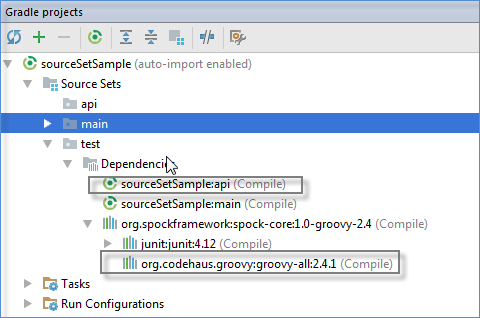 Gradle projects
sourceSetSample (auto-import enabled)
Source Sets
api
main
test
Dependencies
sourceSetSample:api (Compile)
sourceSetSample:main (Compile)
org.spockframework:spock-core:1.0-groovy-2.4 (Compile)
junit:junit:4.12 (Compile)
org.codehaus.groovy:groovy-all:2.4.1 (Compile)
Tasks
Run Configurations